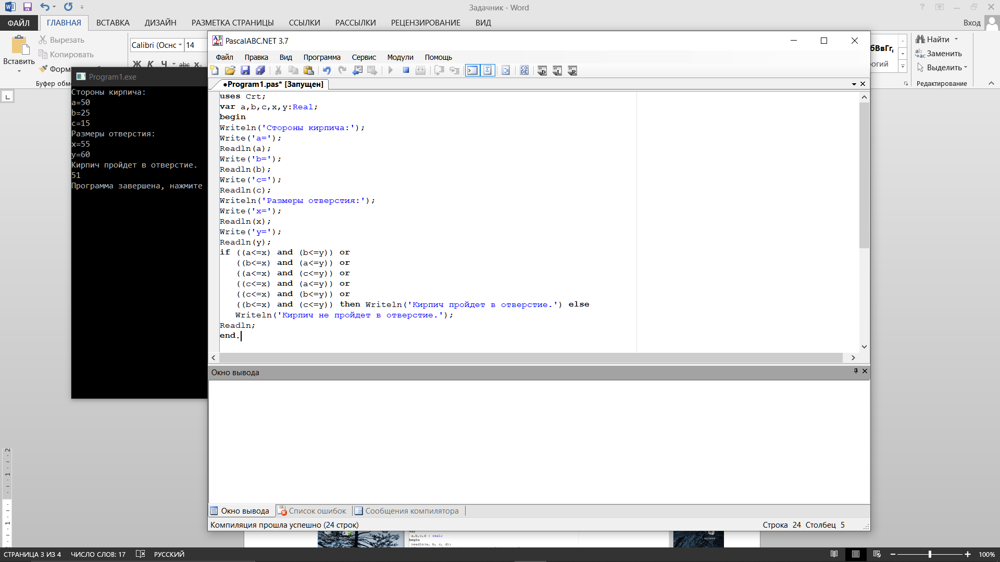 Задачник - Word
ФАЙЛ ГЛАВНАЯ ВСТАВКА ДИЗАЙН РАЗМЕТКА СТРАНИЦЫ ССЫЛКИ РАССЫЛКИ РЕЦЕНЗИРОВАНИЕ ВИД Вход
Вставить
Вырезать
Копировать
Буфер
Calibri (Оснс 14
Ж К Ч abc X
Найти
Заменить
Выделить
Редактирование
Program1.exe
Стороны кирпича:
a=50
b=25
c=15
Размеры отверстия:
x=55
y=60
Кирпич пройдет в отверстие.
51
Программа завершена, нажмите
PascalABC.NET 3.7
Файл Правка Вид Программа Сервис Модули Помощь
•Program1.pas* [Запущен]
uses Crt;
var a,b,c,x,y:Real;
begin
Writeln('Стороны кирпича:');
Write('a=');
Readln(a);
Write('b=');
Readln(b);
Write('c=');
Readln(c);
Writeln('Размеры отверстия:');
Write('x=');
Readln(x);
Write('y=');
Readln(y);
if ((a<=x) and (b<=y)) or
((b<=x) and (a<=y)) or
((a<=x) and (c<=y)) or
((c<=x) and (a<=y)) or
((c<=x) and (b<=y)) or
((b<=x) and (c<=y)) then Writeln('Кирпич пройдет в отверстие.') else
Writeln('Кирпич не пройдет в отверстие.');
Readln;
end.
Окно вывода
Окно вывода Список ошибок Сообщения компилятора
Компиляция прошла успешно (24 строк) Строка 24 Столбец 5
a,b,c,d : real;
begin
readln(a, b, c, d);
музыка
СТРАНИЦА 3 ИЗ 4 ЧИСЛО СЛОВ: 17 РУССКИЙ 100%